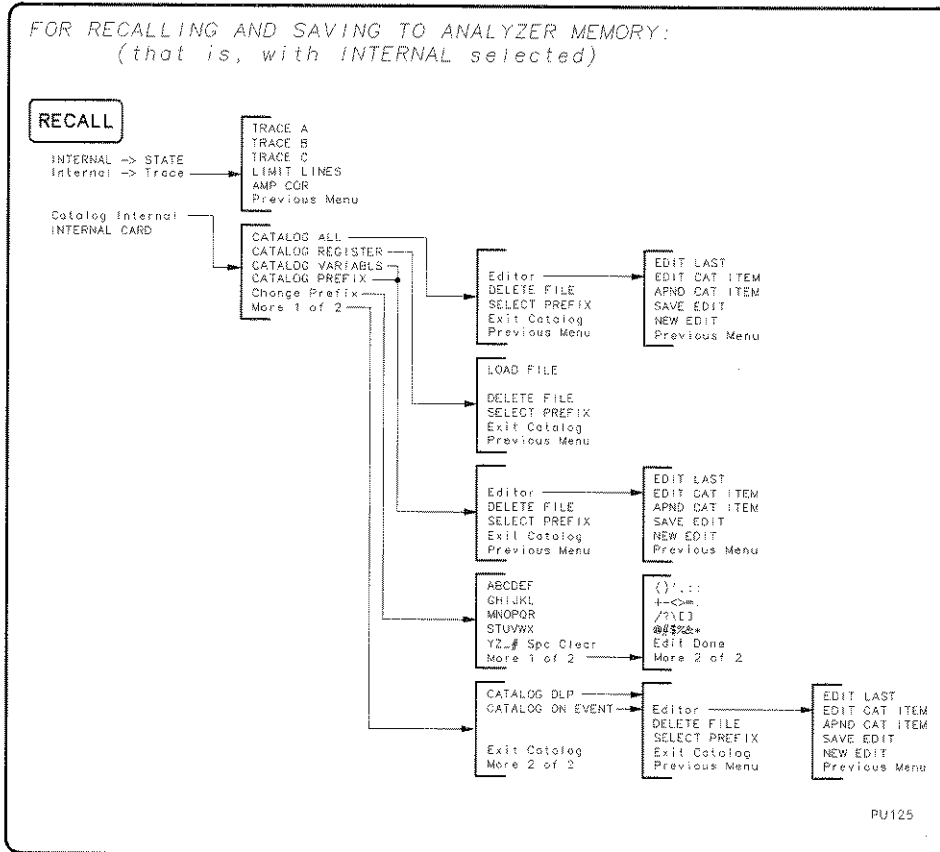 FOR RECALLING AND SAVING TO ANALYZER MEMORY:
(that is, with INTERNAL selected)
RECALL
INTERNAL -> STATE
Internal -> Trace
TRACE A
TRACE B
TRACE C
LIMIT LINES
AMP COR
Previous Menu
Catalog Internal
INTERNAL CARD
CATALOG ALL
CATALOG REGISTER
CATALOG VARIABLS
CATALOG PREFIX
Change Prefix
More 1 of 2
Editor
DELETE FILE
SELECT PREFIX
Exit Catalog
Previous Menu
EDIT LAST
EDIT CAT ITEM
APND CAT ITEM
SAVE EDIT
NEW EDIT
Previous Menu
LOAD FILE
DELETE FILE
SELECT PREFIX
Exit Catalog
Previous Menu
Editor
DELETE FILE
SELECT PREFIX
Exit Catalog
Previous Menu
EDIT LAST
EDIT CAT ITEM
APND CAT ITEM
SAVE EDIT
NEW EDIT
Previous Menu
ABCDEF
GHIJKL
MNOPQR
STUVWX
YZ_# Spc Clear
More 1 of 2
/?\[]
@#$%&*
Edit Done
More 2 of 2
CATALOG DLP
CATALOG ON EVENT
Exit Catalog
More 2 of 2
Editor
DELETE FILE
SELECT PREFIX
Exit Catalog
Previous Menu
EDIT LAST
EDIT CAT ITEM
APND CAT ITEM
SAVE EDIT
NEW EDIT
Previous Menu
PU125